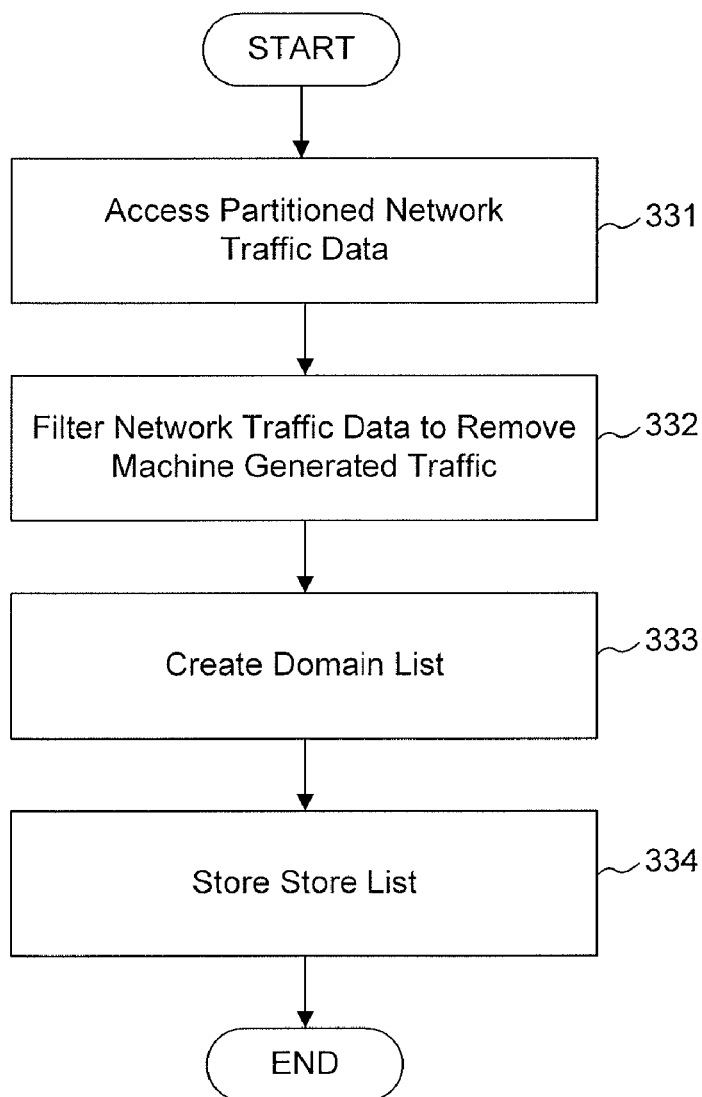 START
Access Partitioned Network
Traffic Data
331
Filter Network Traffic Data to Remove
Machine Generated Traffic
332
Create Domain List
333
Store Store List
334
END